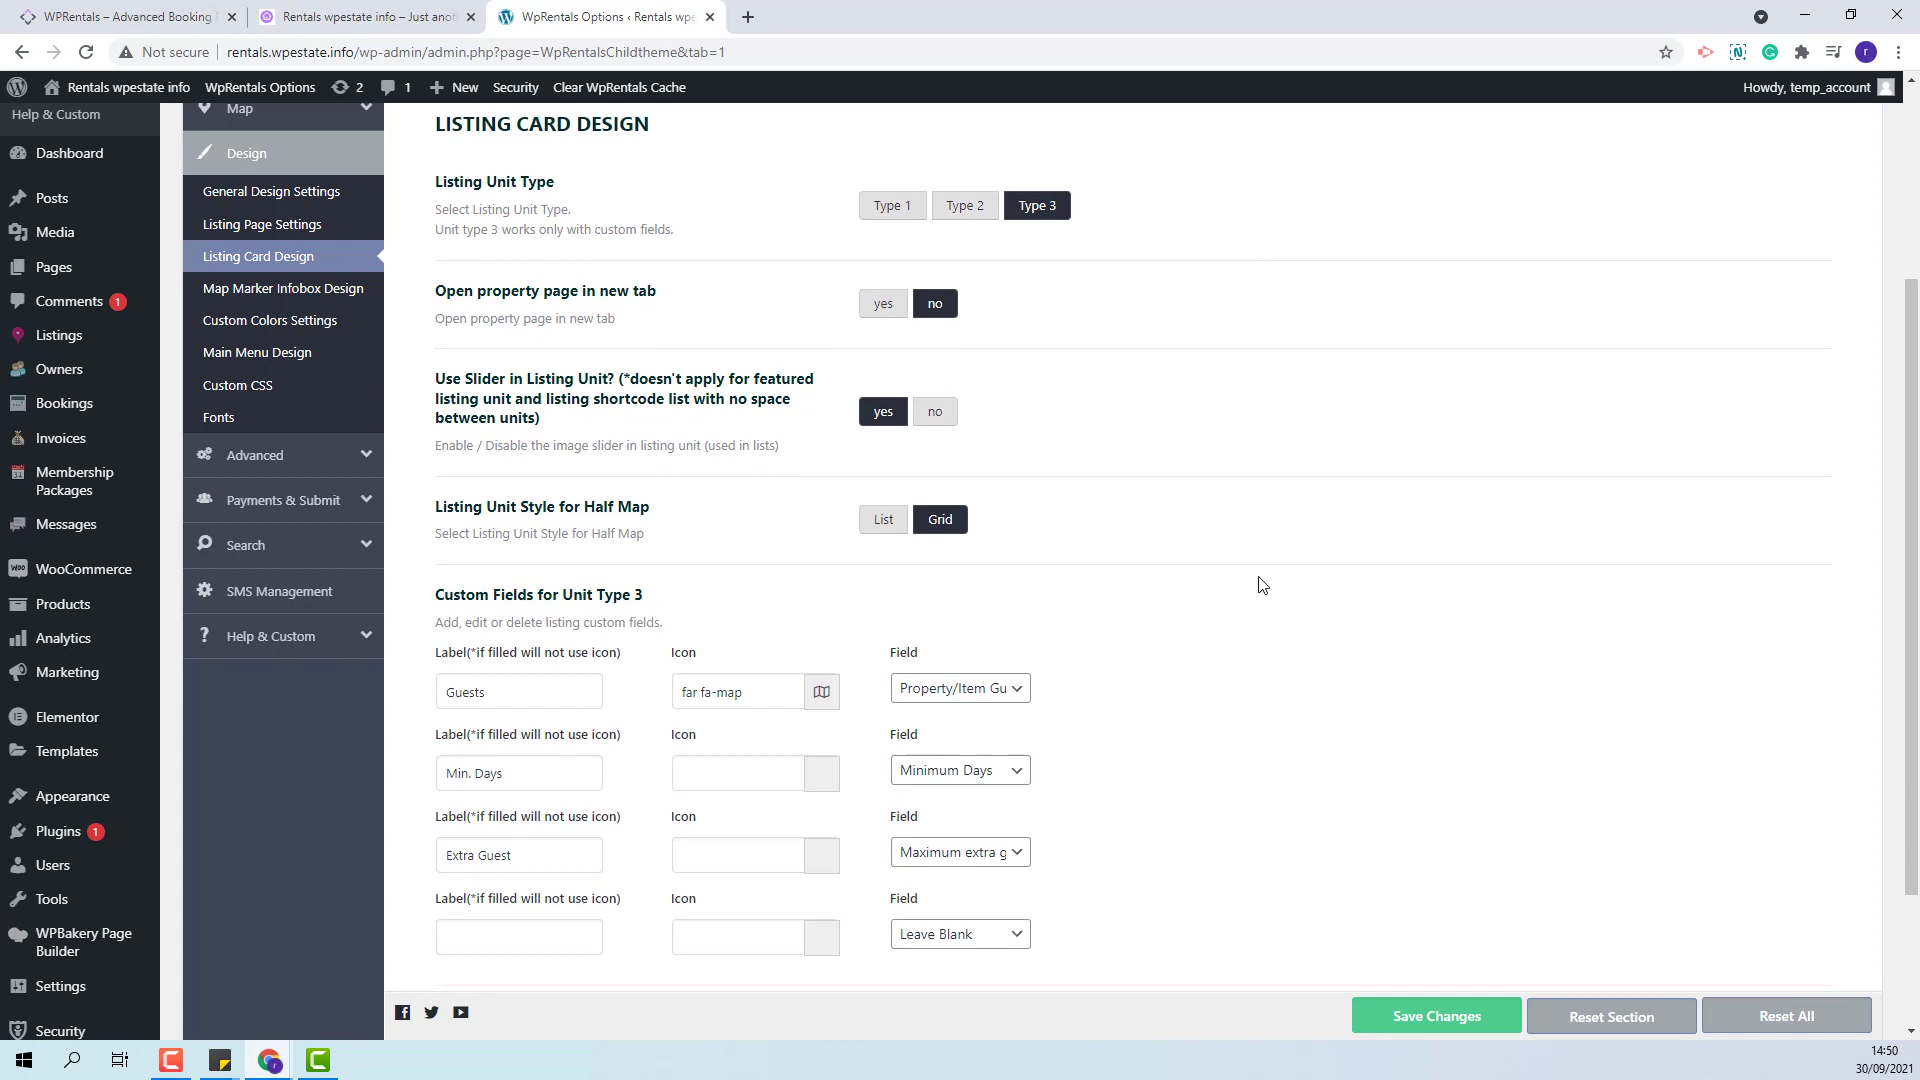 WPRentals – Advanced Booking
Rentals wpestate info – Just anot
WpRentals Options ‹ Rentals wpe
Not secure
rentals.wpestate.info/wp-admin/admin.php?page=WpRentalsChildtheme&tab=1
Rentals wpestate info
WpRentals Options
2
1
New
Security
Clear WpRentals Cache
Howdy, temp_account
Help & Custom
Dashboard
Posts
Media
Pages
Comments 1
Listings
Owners
Bookings
Invoices
Membership
Packages
Messages
WooCommerce
Products
Analytics
Marketing
Elementor
Templates
Appearance
Plugins 1
Users
Tools
WPBakery Page
Builder
Settings
Security
Map
Design
General Design Settings
Listing Page Settings
Listing Card Design
Map Marker Infobox Design
Custom Colors Settings
Main Menu Design
Custom CSS
Fonts
Advanced
Payments & Submit
Search
SMS Management
Help & Custom
LISTING CARD DESIGN
Listing Unit Type
Select Listing Unit Type.
Unit type 3 works only with custom fields.
Type 1 Type 2 Type 3
Open property page in new tab
Open property page in new tab
yes no
Use Slider in Listing Unit? (*doesn't apply for featured
listing unit and listing shortcode list with no space
between units)
Enable / Disable the image slider in listing unit (used in lists)
yes no
Listing Unit Style for Half Map
Select Listing Unit Style for Half Map
List Grid
Custom Fields for Unit Type 3
Add, edit or delete listing custom fields.
Label(*if filled will not use icon) Icon Field
Guests far fa-map Property/Item Gu
Label(*if filled will not use icon) Icon Field
Min. Days Minimum Days
Label(*if filled will not use icon) Icon Field
Extra Guest Maximum extra g
Label(*if filled will not use icon) Icon Field
Leave Blank
Save Changes Reset Section Reset All
14:50
30/09/2021